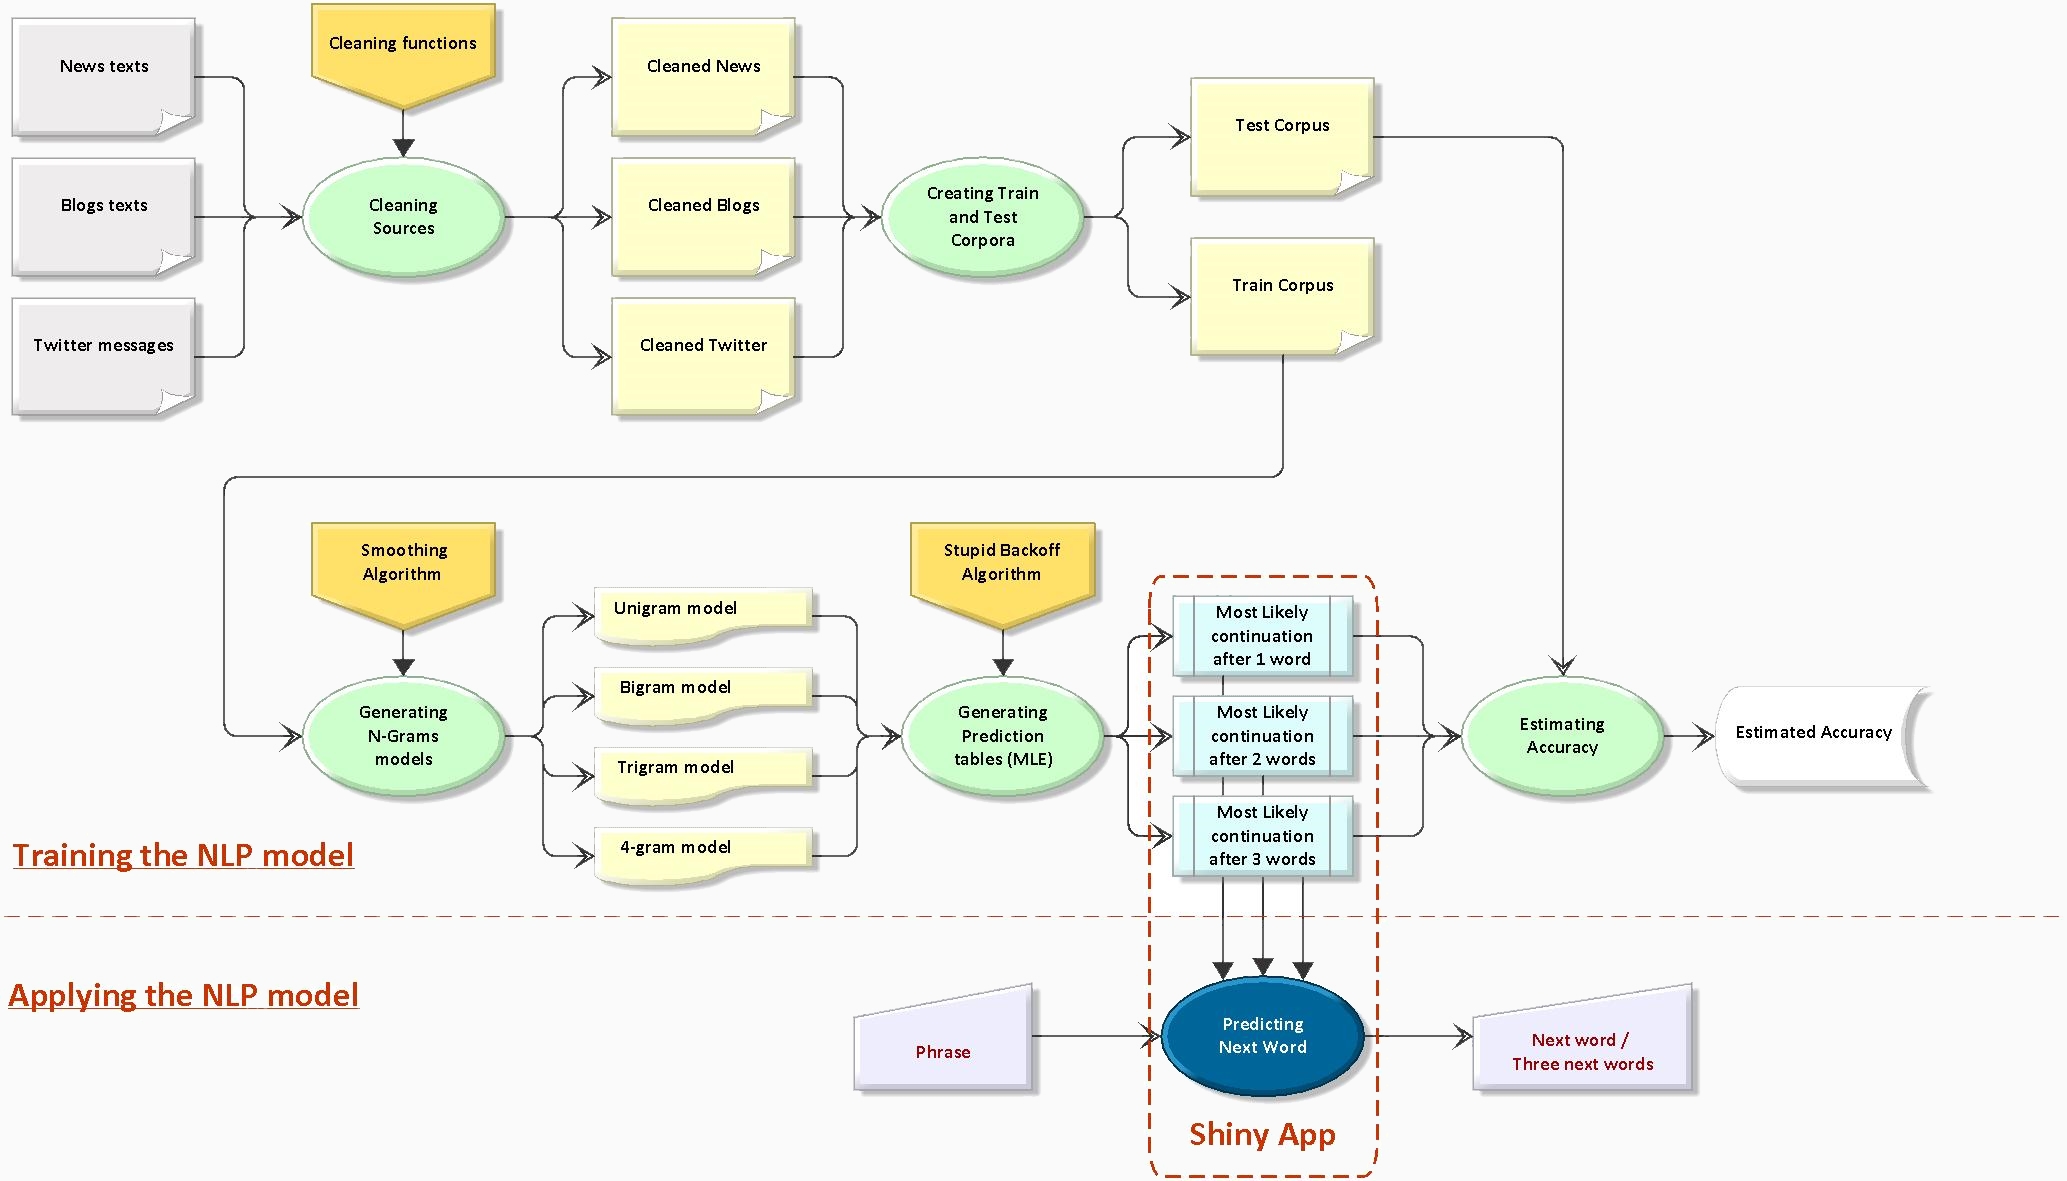 News texts
Cleaning functions
Cleaned News
Test Corpus
Blogs texts
Cleaning
Sources
Cleaned Blogs
Creating Train
and Test
Corpora
Train Corpus
Twitter messages
Cleaned Twitter
Smoothing
Algorithm
Stupid Backoff
Algorithm
Generating
N-Grams
models
Unigram model
Bigram model
Trigram model
4-gram model
Generating
Prediction
tables (MLE)
Most Likely
continuation
after 1 word
Most Likely
continuation
after 2 words
Most Likely
continuation
after 3 words
Estimating
Accuracy
Estimated Accuracy
Training the NLP model
Applying the NLP model
Phrase
Predicting
Next Word
Next word /
Three next words
Shiny App